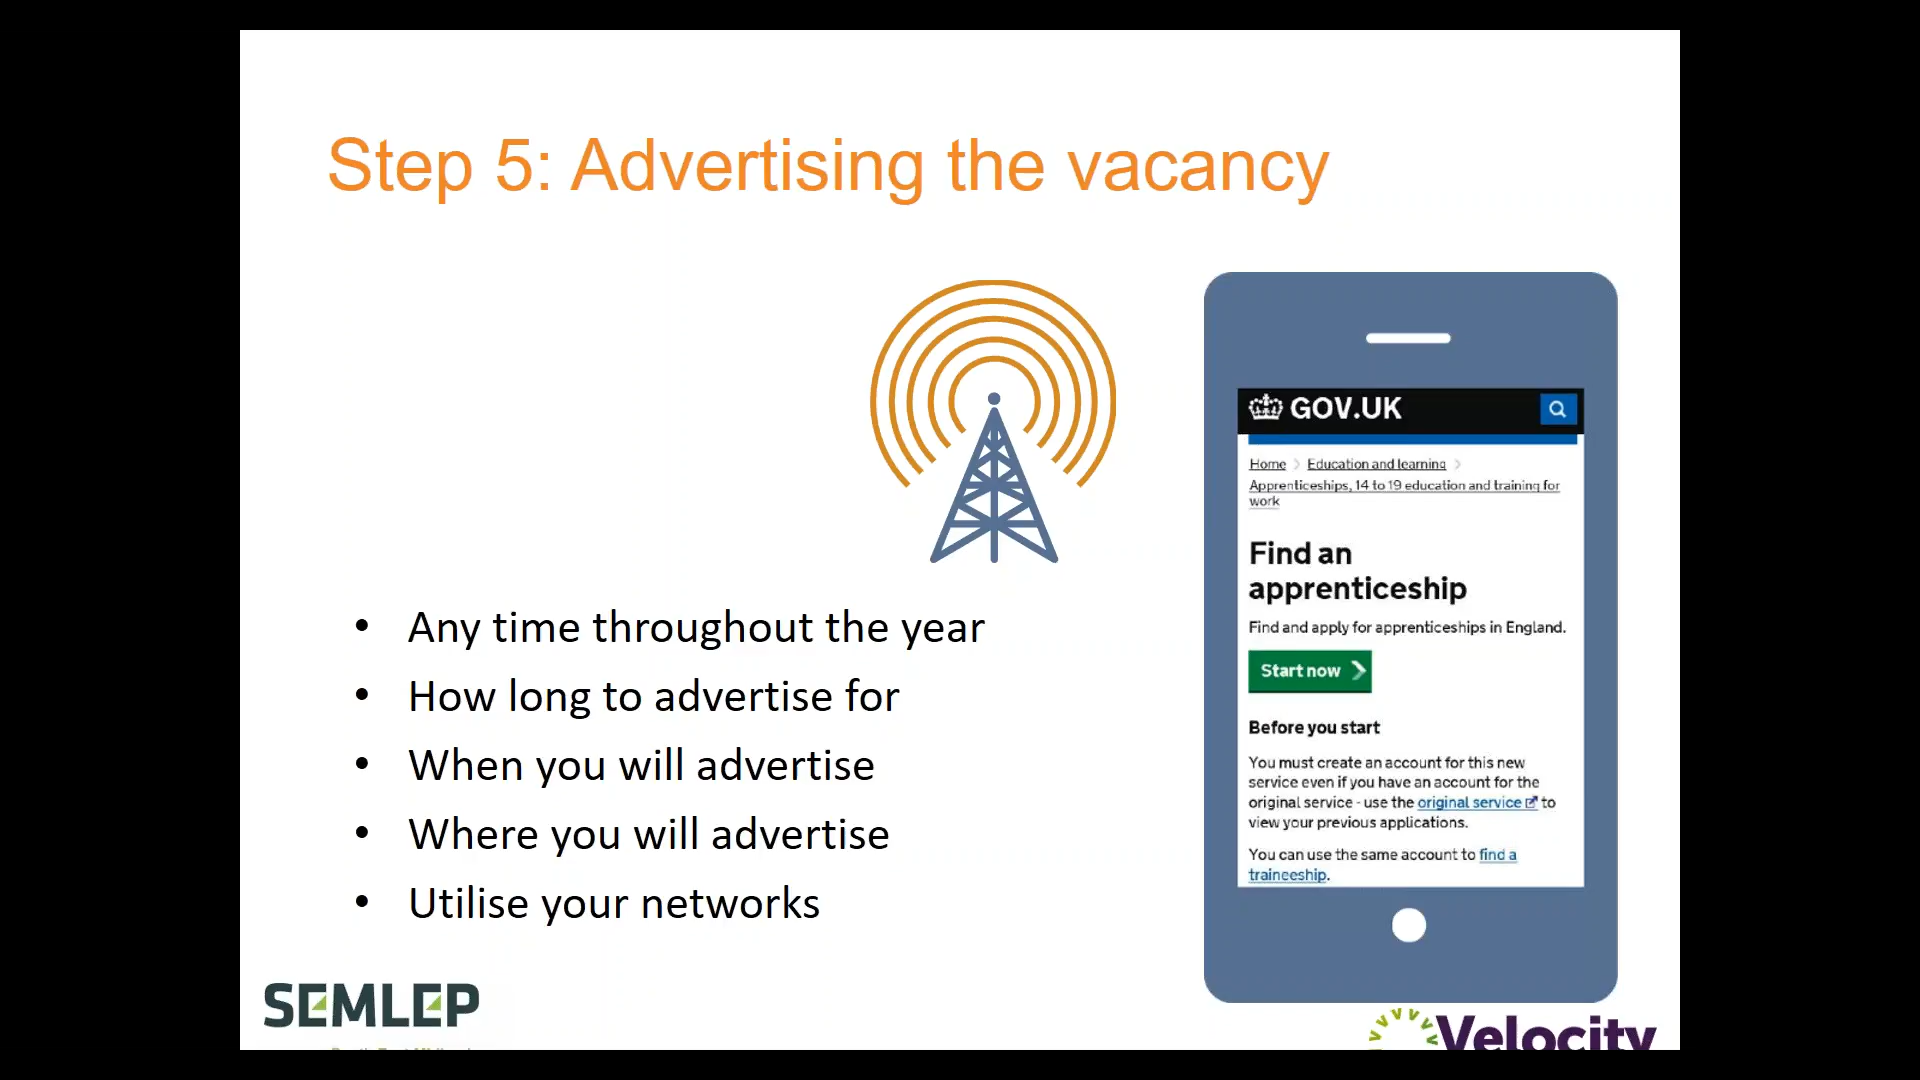 Step 5: Advertising the vacancy
• Any time throughout the year
• How long to advertise for
• When you will advertise
• Where you will advertise
• Utilise your networks
GOV.UK
Home > Education and learning >
Apprenticeships, 14 to 19 education and training for
work
Find an
apprenticeship
Find and apply for apprenticeships in England.
Start now
Before you start
You must create an account for this new
service even if you have an account for the
original service - use the original service to
view your previous applications.
You can use the same account to find a
traineeship.
SEMLEP
Velocity